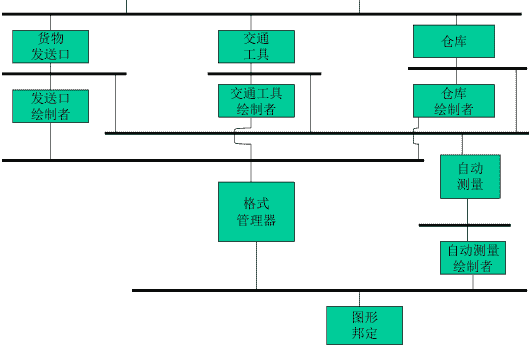 货物
发送口
交通
工具
仓库
发送口
绘制者
交通工具
绘制者
仓库
绘制者
自动
测量
格式
管理器
自动测量
绘制者
图形
邦定